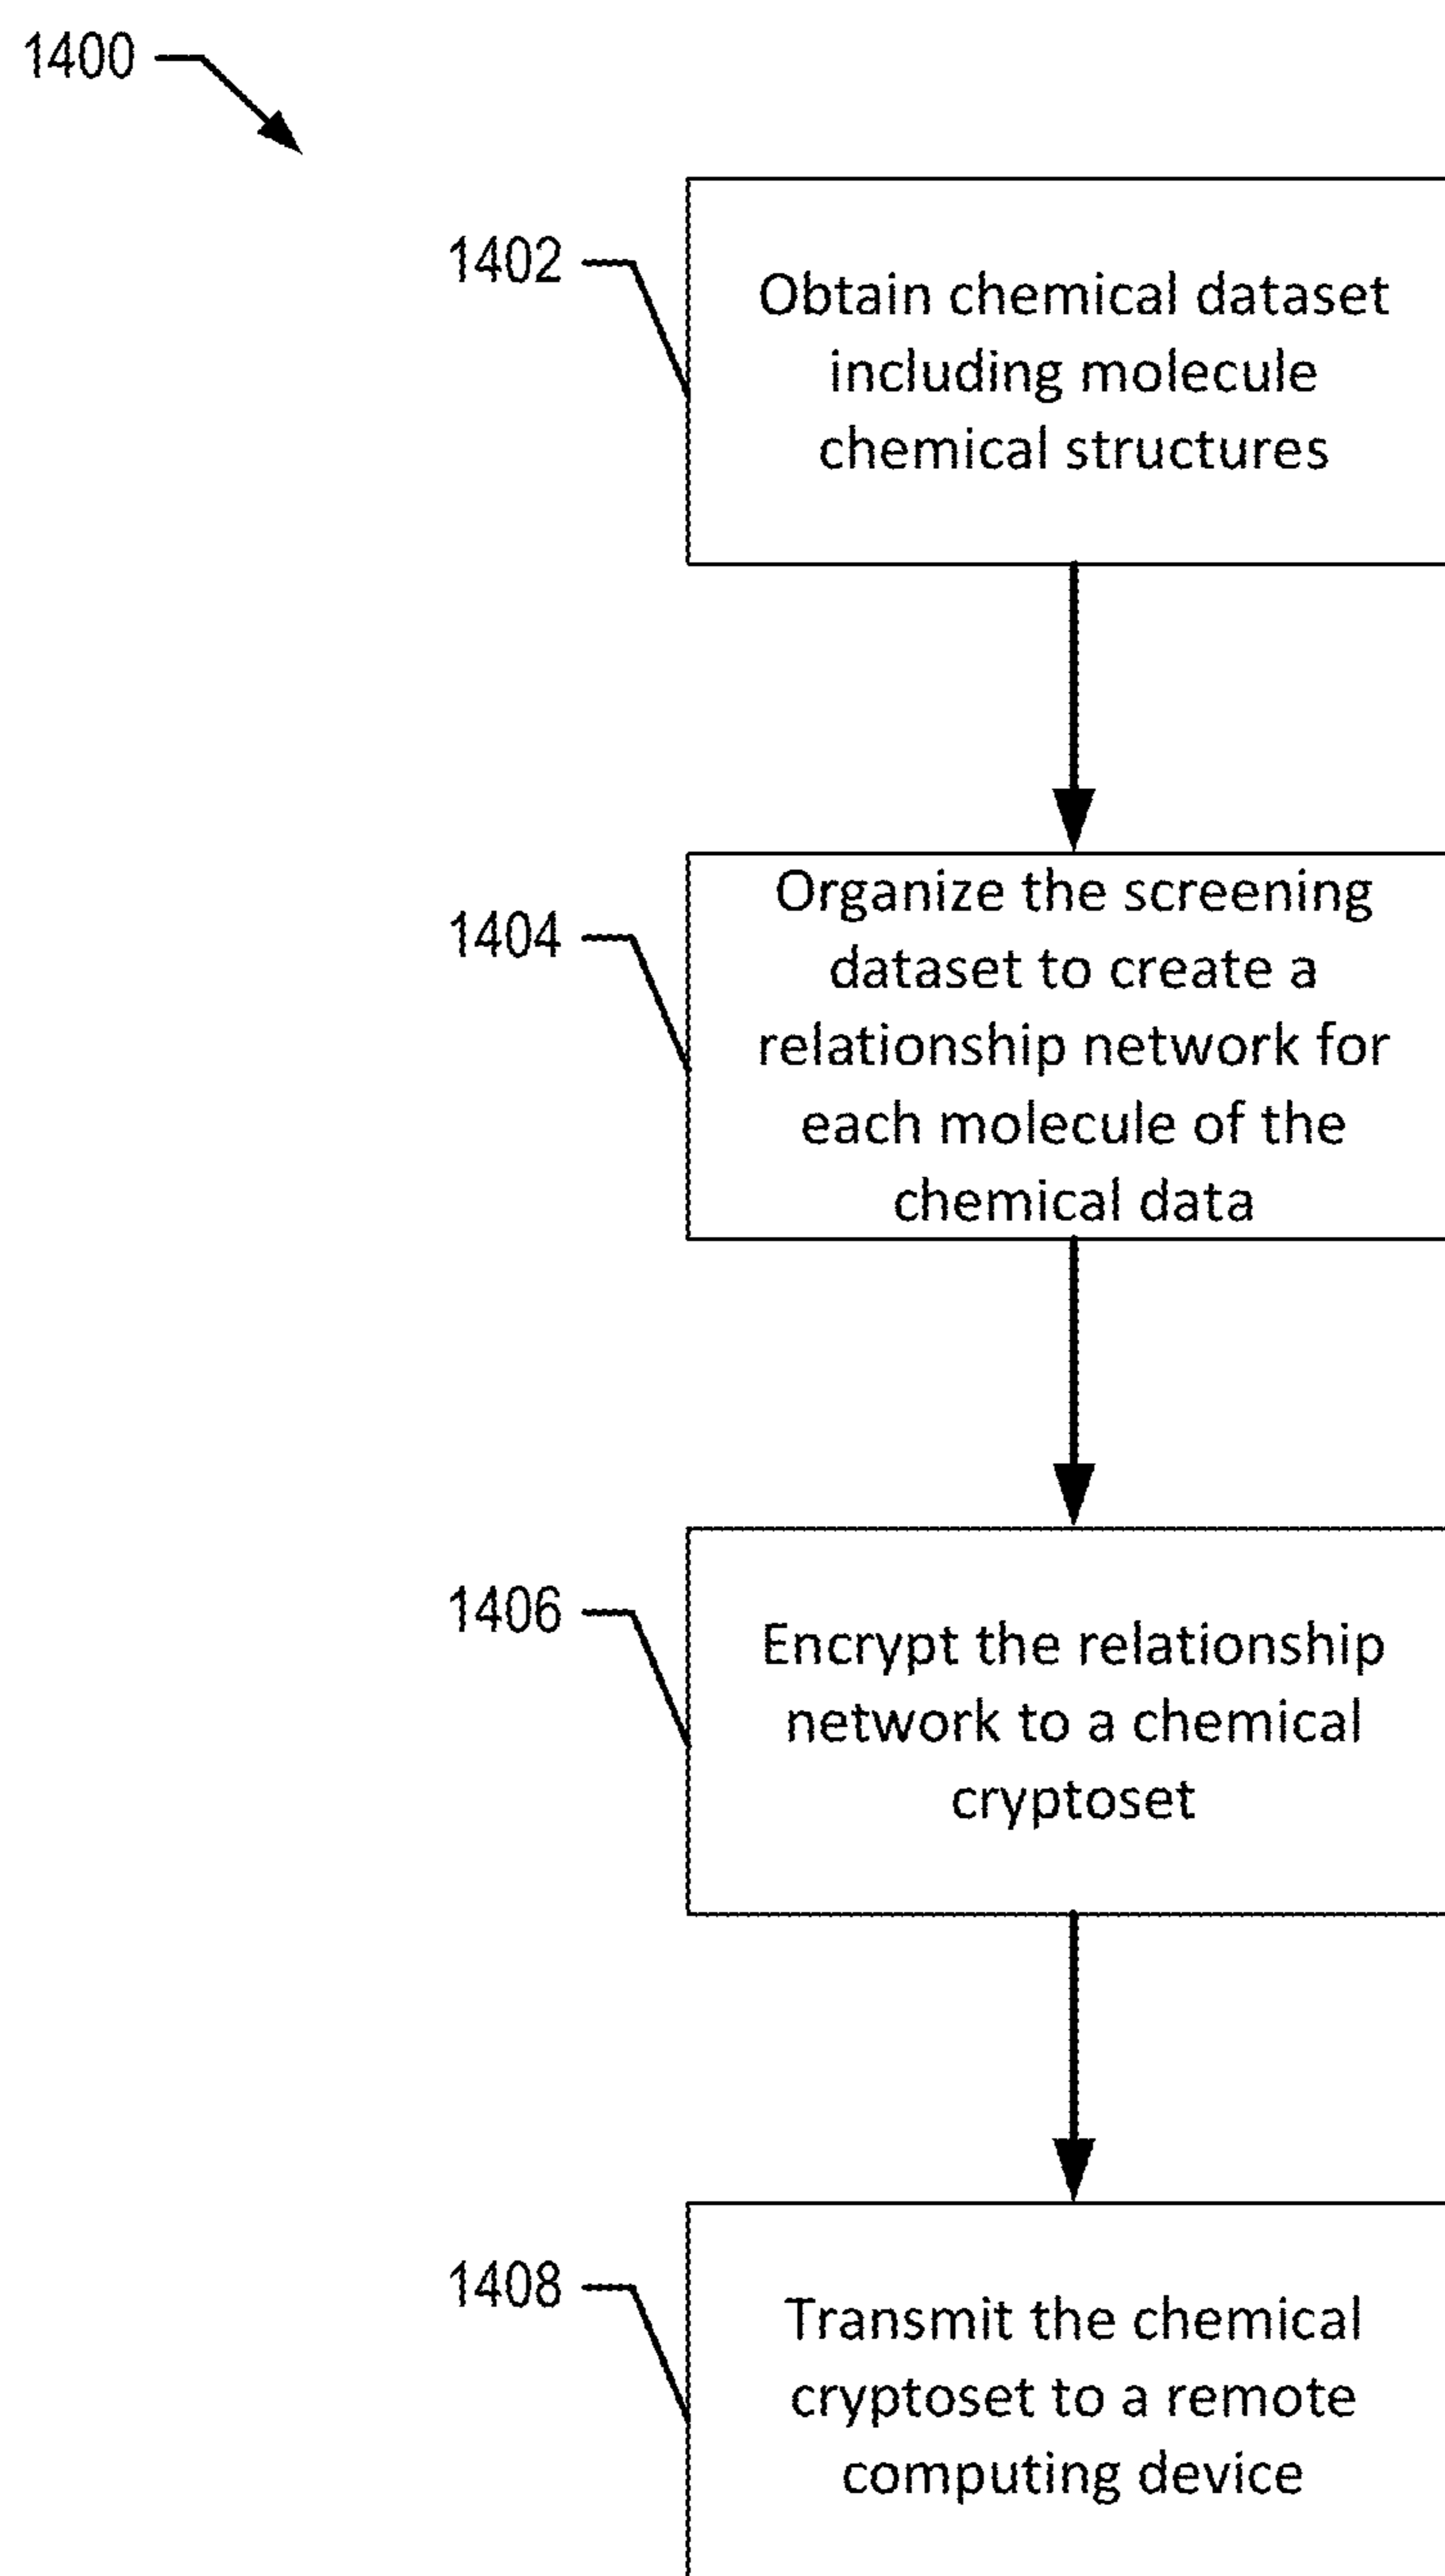 1400
1402
Obtain chemical dataset
including molecule
chemical structures
1404
Organize the screening
dataset to create a
relationship network for
each molecule of the
chemical data
1406
Encrypt the relationship
network to a chemical
cryptoset
1408
Transmit the chemical
cryptoset to a remote
computing device